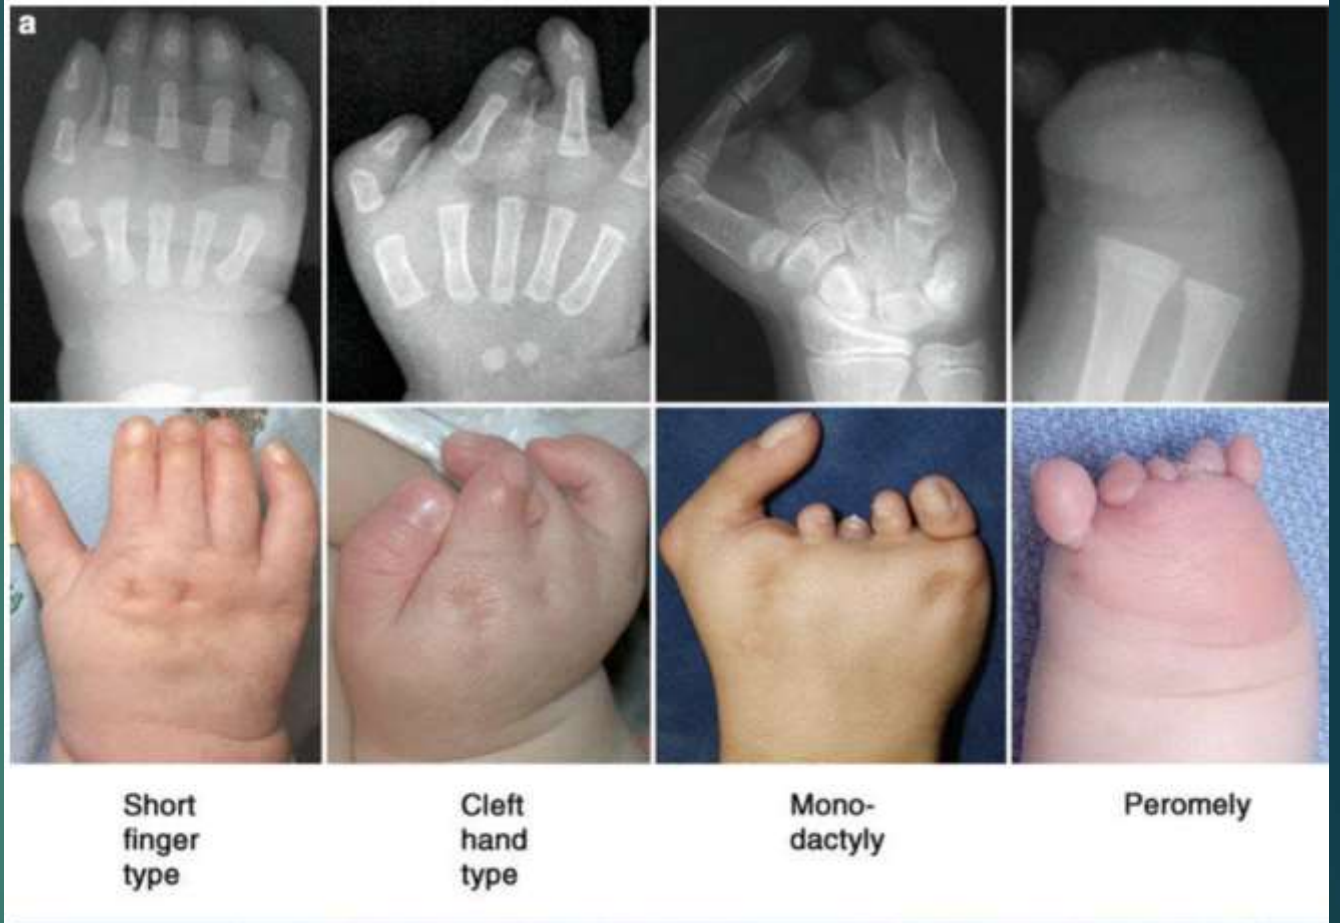 a
Short
finger
type
Cleft
hand
type
Mono-
dactyly
Peromely